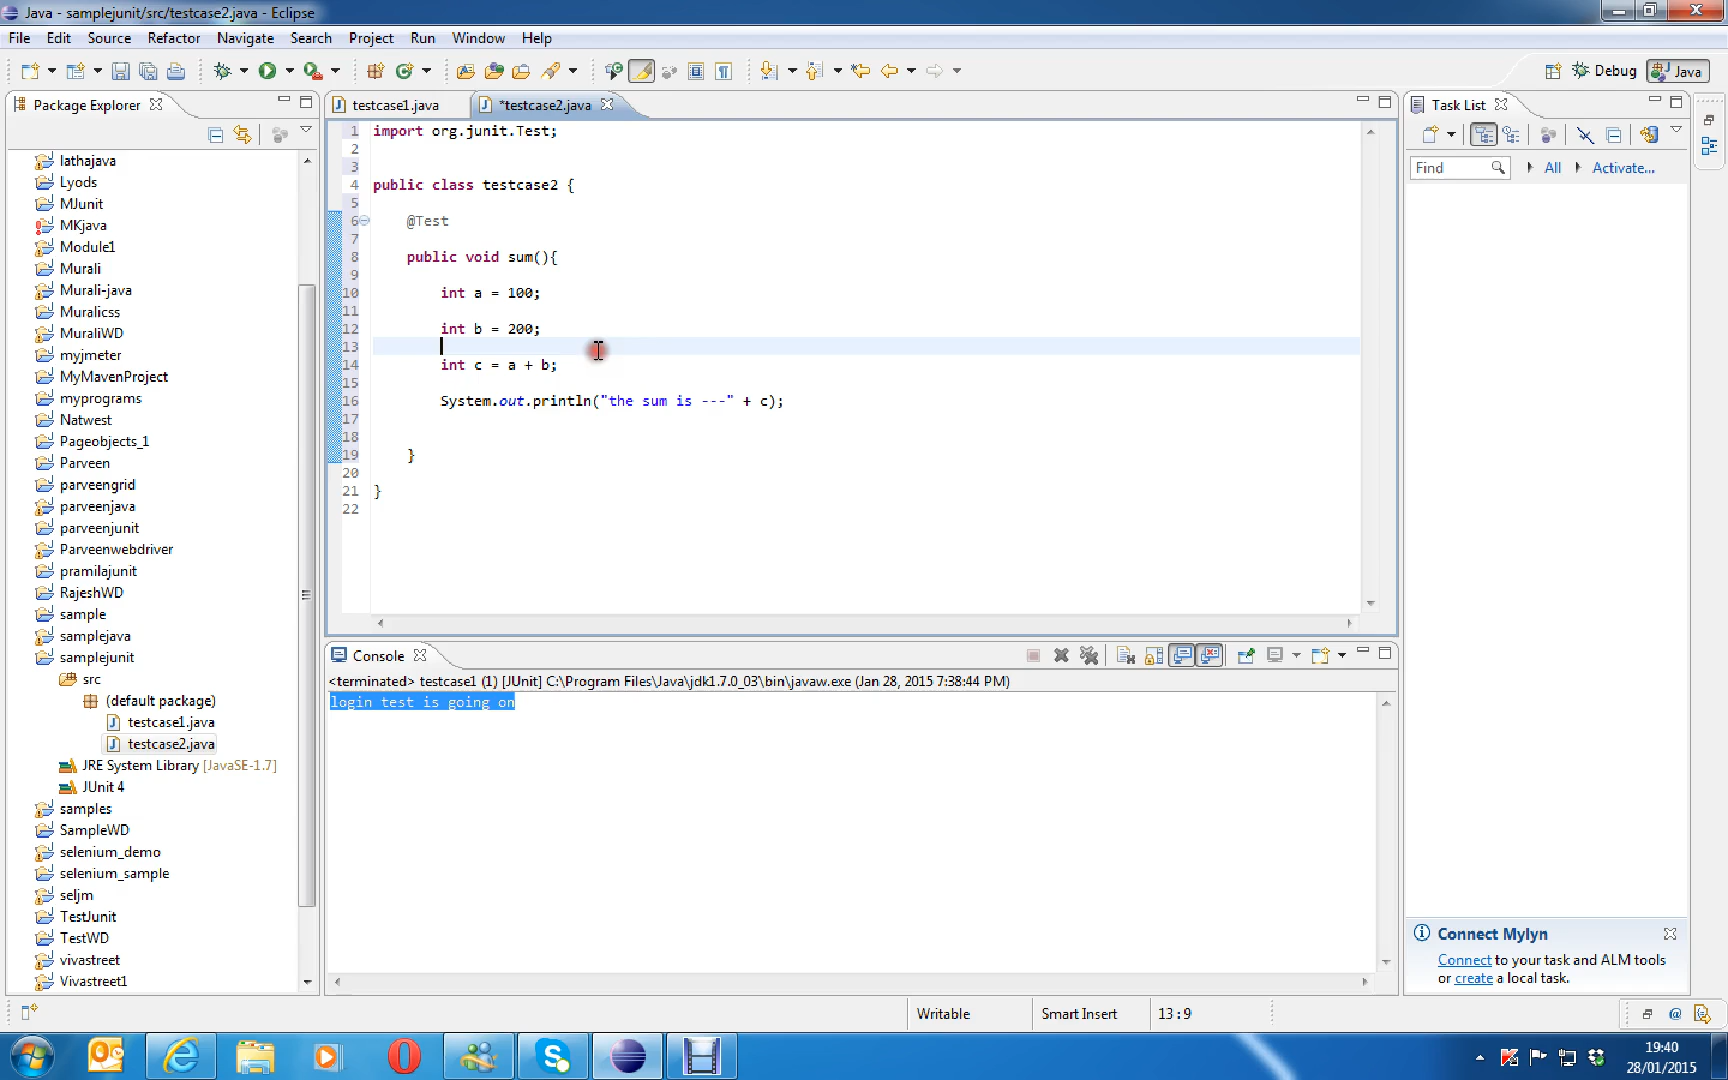 Java - samplejunit/src/testcase2.java - Eclipse
File Edit Source Refactor Navigate Search Project Run Window Help
Debug Java
Package Explorer
lathajava
Lyods
MJunit
MKjava
Module1
Murali
Murali-java
Muralicss
MuraliWD
myjmeter
MyMavenProject
myprograms
Natwest
Pageobjects_1
Parveen
parveengrid
parveenjava
parveenjunit
Parveenwebdriver
pramilajunit
RajeshWD
sample
samplejava
samplejunit
src
(default package)
testcase1.java
testcase2.java
JRE System Library [JavaSE-1.7]
JUnit 4
samples
SampleWD
selenium_demo
selenium_sample
seljm
TestJunit
TestWD
vivastreet
Vivastreet1
testcase1.java *testcase2.java
1 import org.junit.Test;
2
3
4 public class testcase2 {
5
6 @Test
7
8 public void sum(){
9
10 int a = 100;
11
12 int b = 200;
13
14 int c = a + b;
15
16 System.out.println("the sum is ---" + c);
17
18
19 }
20
21 }
22
Console
<terminated> testcase1 (1) [JUnit] C:\Program Files\Java\jdk1.7.0_03\bin\javaw.exe (Jan 28, 2015 7:38:44 PM)
login test is going on
Task List
Find All Activate...
Connect Mylyn
Connect to your task and ALM tools
or create a local task.
Writable Smart Insert 13:9
19:40
28/01/2015